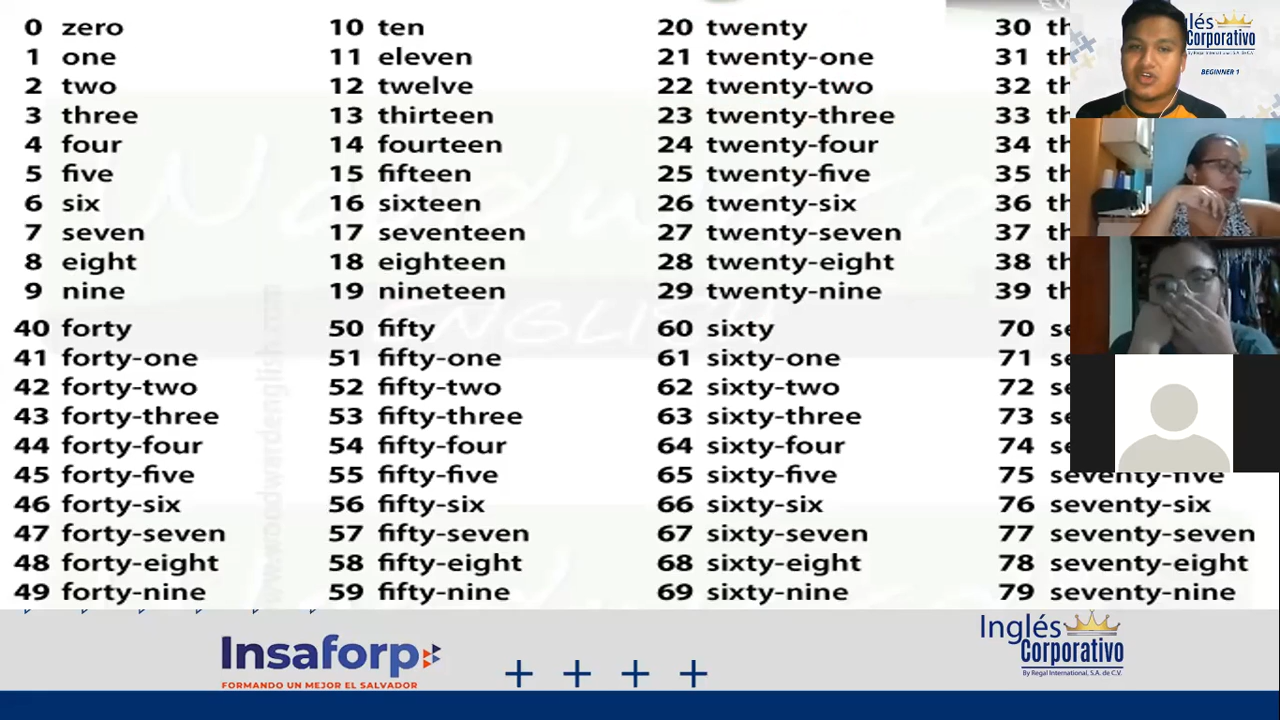 0 zero 10 ten 20 twenty 30
1 one 11 eleven 21 twenty-one 31
2 two 12 twelve 22 twenty-two 32
3 three 13 thirteen 23 twenty-three 33
4 four 14 fourteen 24 twenty-four 34
5 five 15 fifteen 25 twenty-five 35
6 six 16 sixteen 26 twenty-six 36
7 seven 17 seventeen 27 twenty-seven 37
8 eight 18 eighteen 28 twenty-eight 38
9 nine 19 nineteen 29 twenty-nine 39
40 forty 50 fifty 60 sixty 70
41 forty-one 51 fifty-one 61 sixty-one 71
42 forty-two 52 fifty-two 62 sixty-two 72
43 forty-three 53 fifty-three 63 sixty-three 73
44 forty-four 54 fifty-four 64 sixty-four 74
45 forty-five 55 fifty-five 65 sixty-five 75 seventy-five
46 forty-six 56 fifty-six 66 sixty-six 76 seventy-six
47 forty-seven 57 fifty-seven 67 sixty-seven 77 seventy-seven
48 forty-eight 58 fifty-eight 68 sixty-eight 78 seventy-eight
49 forty-nine 59 fifty-nine 69 sixty-nine 79 seventy-nine
Corporativo
By Regal International, S.A. de C.V.
BEGINNER 1
www.woodwardenglish.com
ENGLISH
Insaforp
FORMANDO UN MEJOR EL SALVADOR
Inglés
Corporativo
By Regal International, S.A. de C.V.